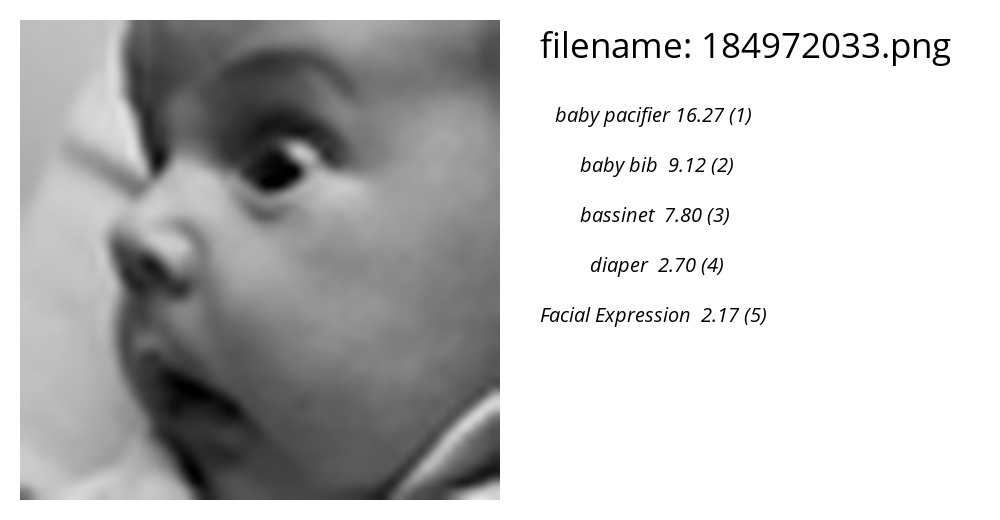 filename: 184972033.png
baby pacifier 16.27 (1)
baby bib 9.12 (2)
bassinet 7.80 (3)
diaper 2.70 (4)
Facial Expression 2.17 (5)